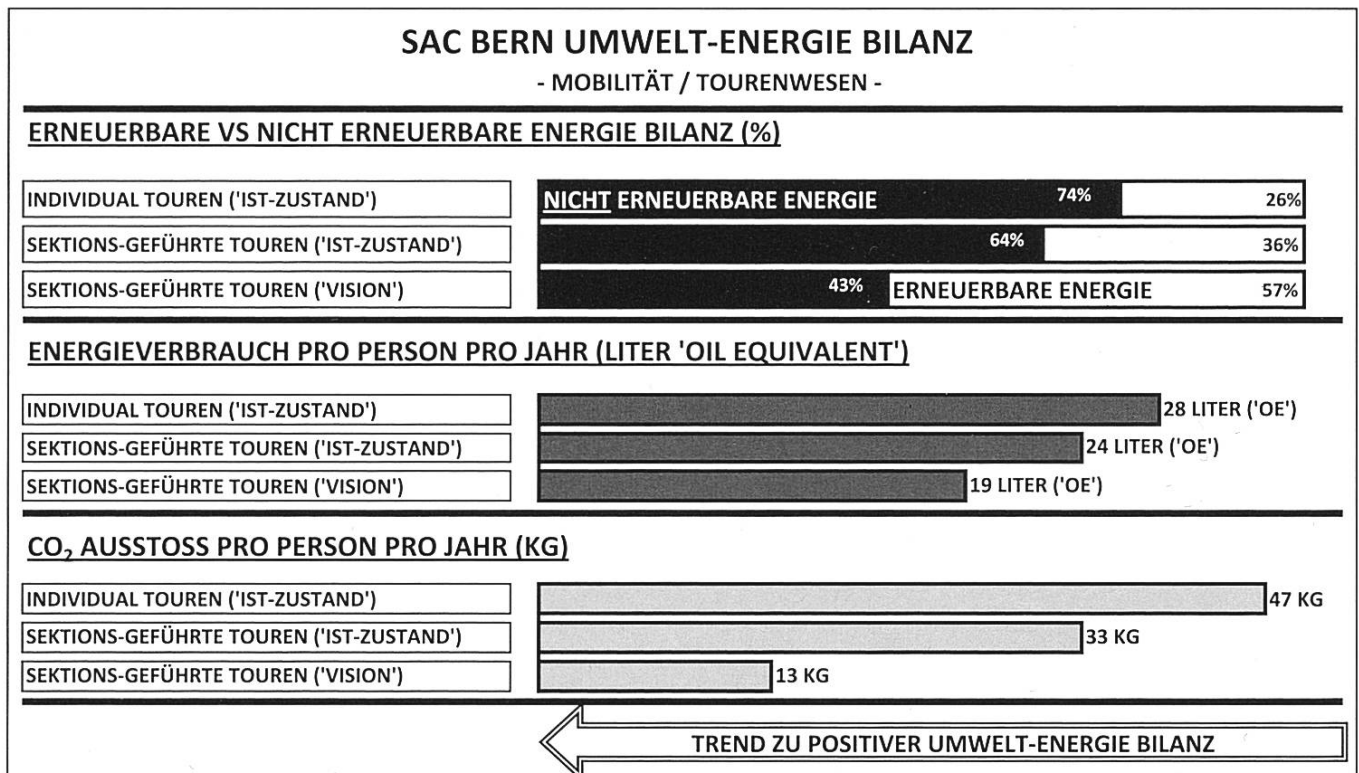 SAC BERN UMWELT-ENERGIE BILANZ
- MOBILITÄT / TOURENWESEN -
ERNEUERBARE VS NICHT ERNEUERBARE ENERGIE BILANZ (%)
INDIVIDUAL TOUREN ('IST-ZUSTAND') NICHT ERNEUERBARE ENERGIE 74% 26%
SEKTIONS-GEFÜHRTE TOUREN ('IST-ZUSTAND') 64% 36%
SEKTIONS-GEFÜHRTE TOUREN ('VISION') 43% ERNEUERBARE ENERGIE 57%
ENERGIEVERBRAUCH PRO PERSON PRO JAHR (LITER 'OIL EQUIVALENT')
INDIVIDUAL TOUREN ('IST-ZUSTAND') 28 LITER ('OE')
SEKTIONS-GEFÜHRTE TOUREN ('IST-ZUSTAND') 24 LITER ('OE')
SEKTIONS-GEFÜHRTE TOUREN ('VISION') 19 LITER ('OE')
CO₂ AUSSTOSS PRO PERSON PRO JAHR (KG)
INDIVIDUAL TOUREN ('IST-ZUSTAND') 47 KG
SEKTIONS-GEFÜHRTE TOUREN ('IST-ZUSTAND') 33 KG
SEKTIONS-GEFÜHRTE TOUREN ('VISION') 13 KG
TREND ZU POSITIVER UMWELT-ENERGIE BILANZ